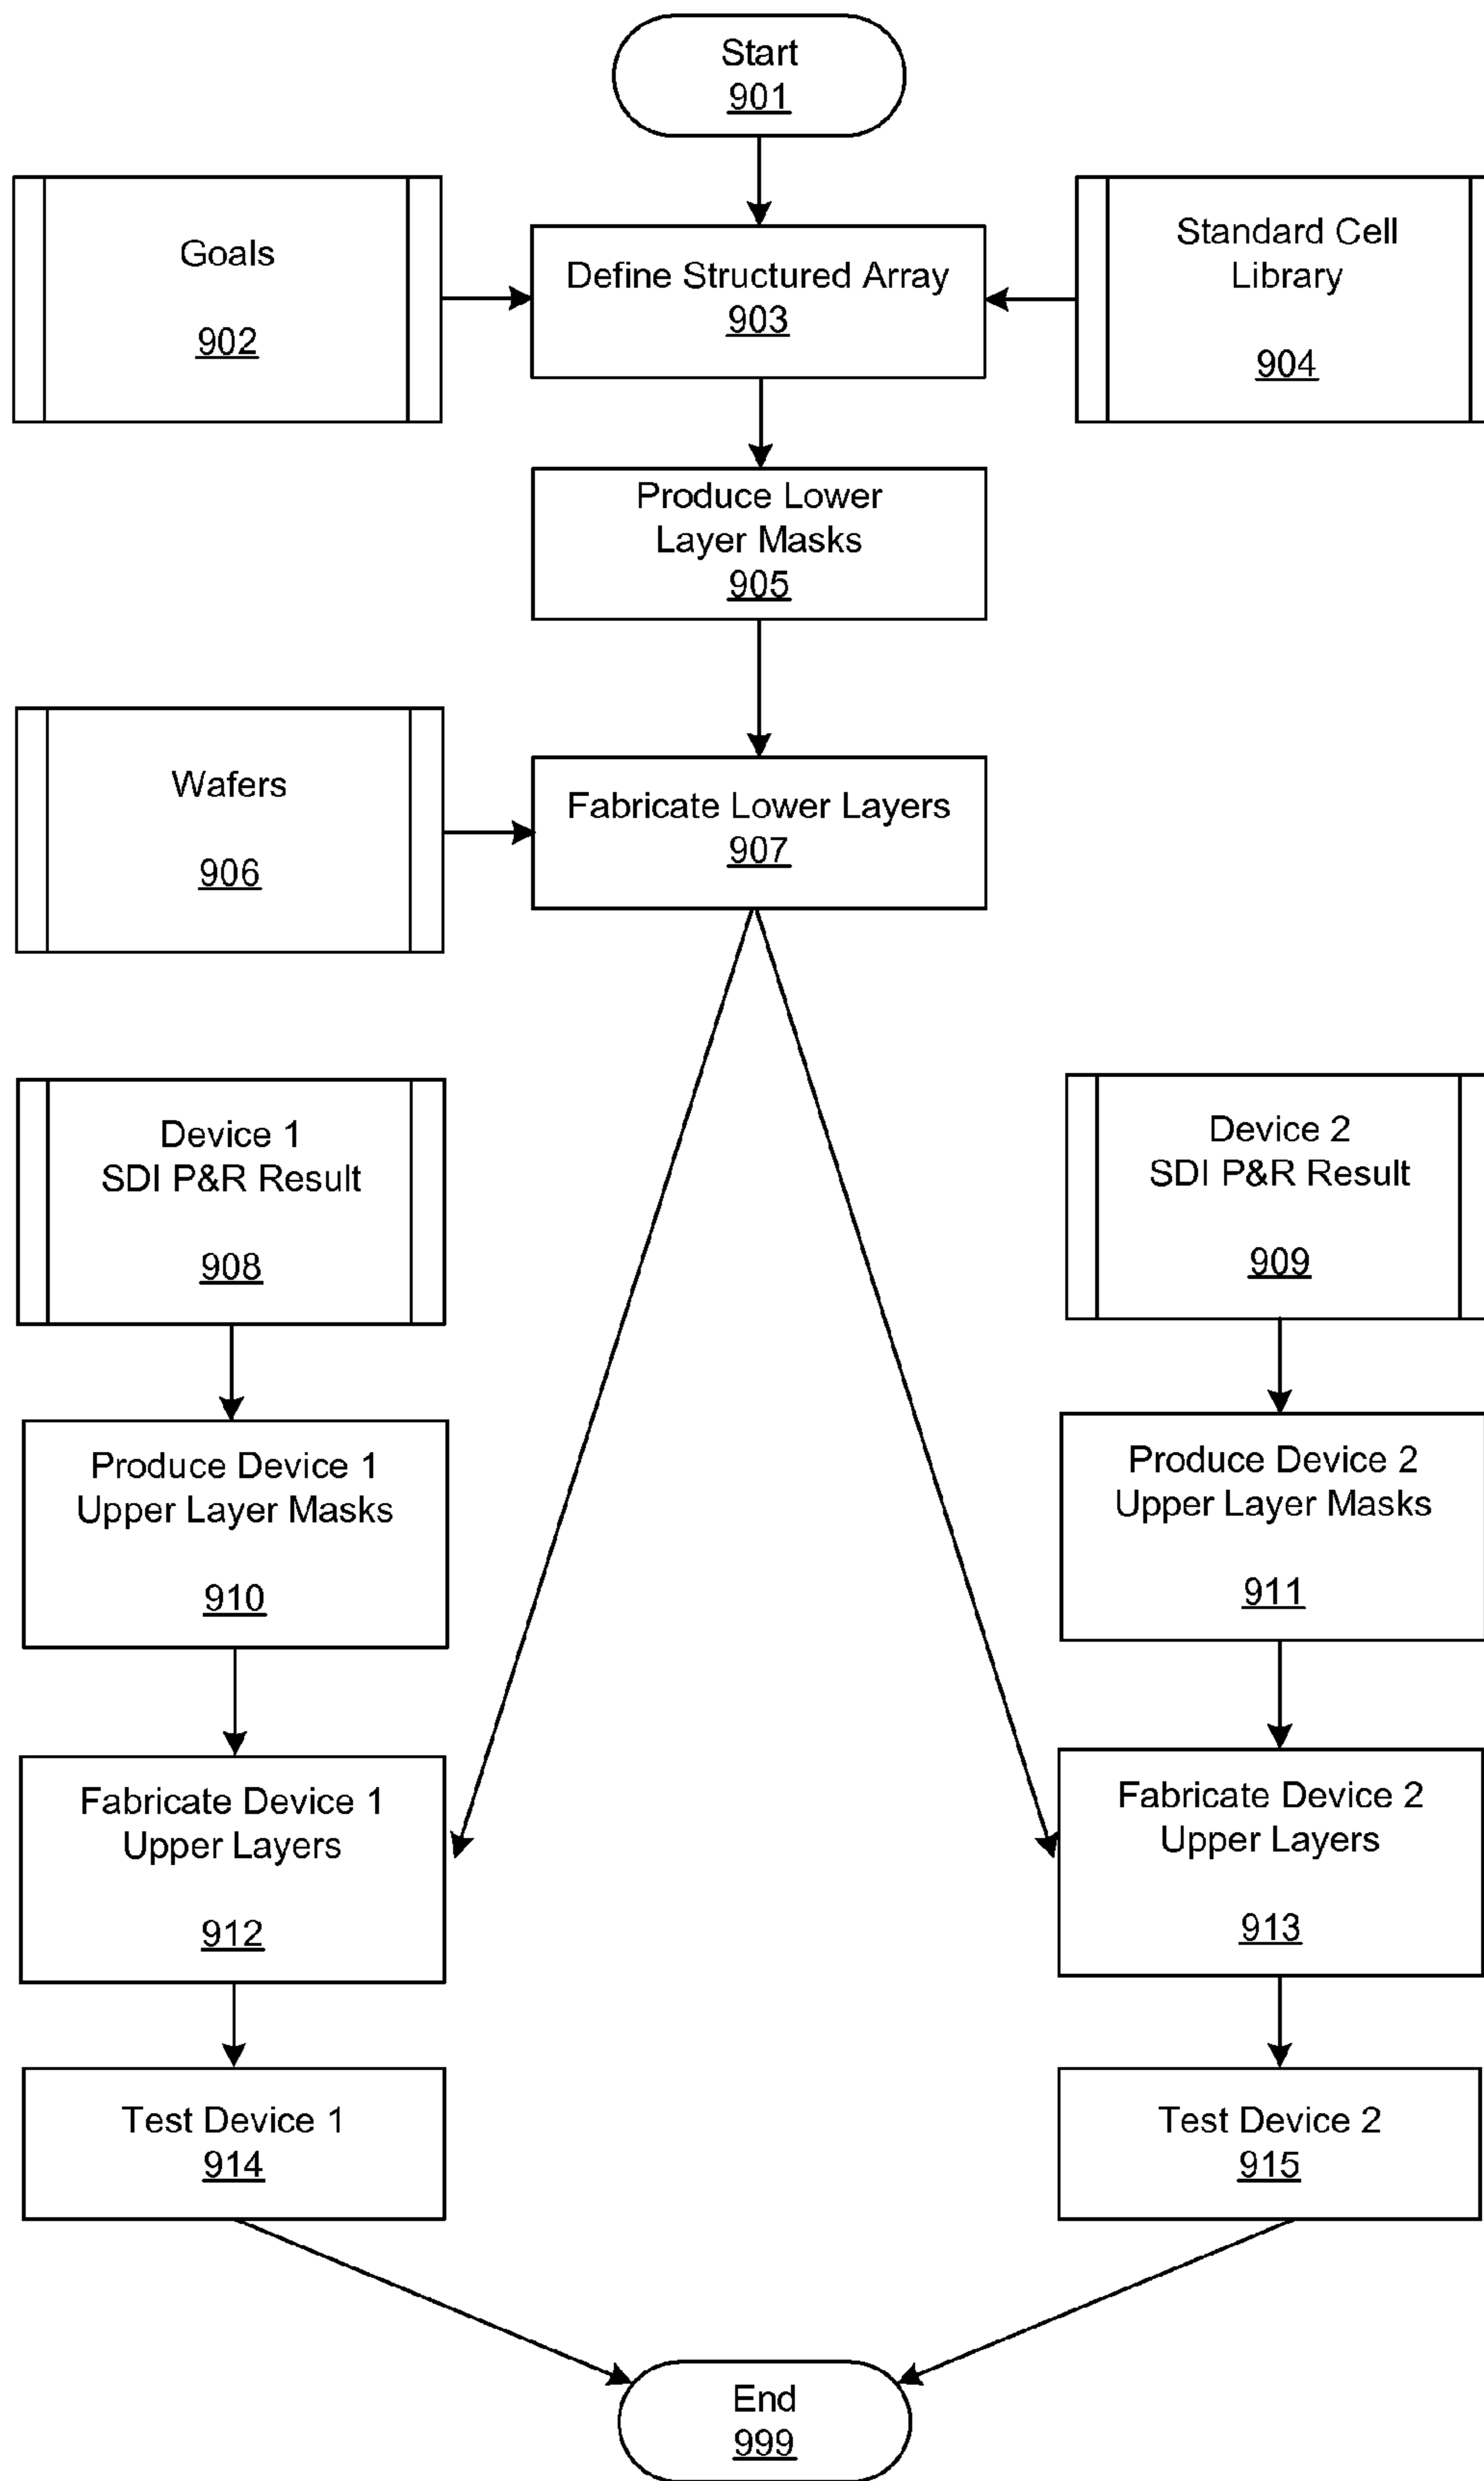 Start
901
Goals
902
Define Structured Array
903
Standard Cell
Library
904
Produce Lower
Layer Masks
905
Wafers
906
Fabricate Lower Layers
907
Device 1
SDI P&R Result
908
Device 2
SDI P&R Result
909
Produce Device 1
Upper Layer Masks
910
Produce Device 2
Upper Layer Masks
911
Fabricate Device 1
Upper Layers
912
Fabricate Device 2
Upper Layers
913
Test Device 1
914
Test Device 2
915
End
999